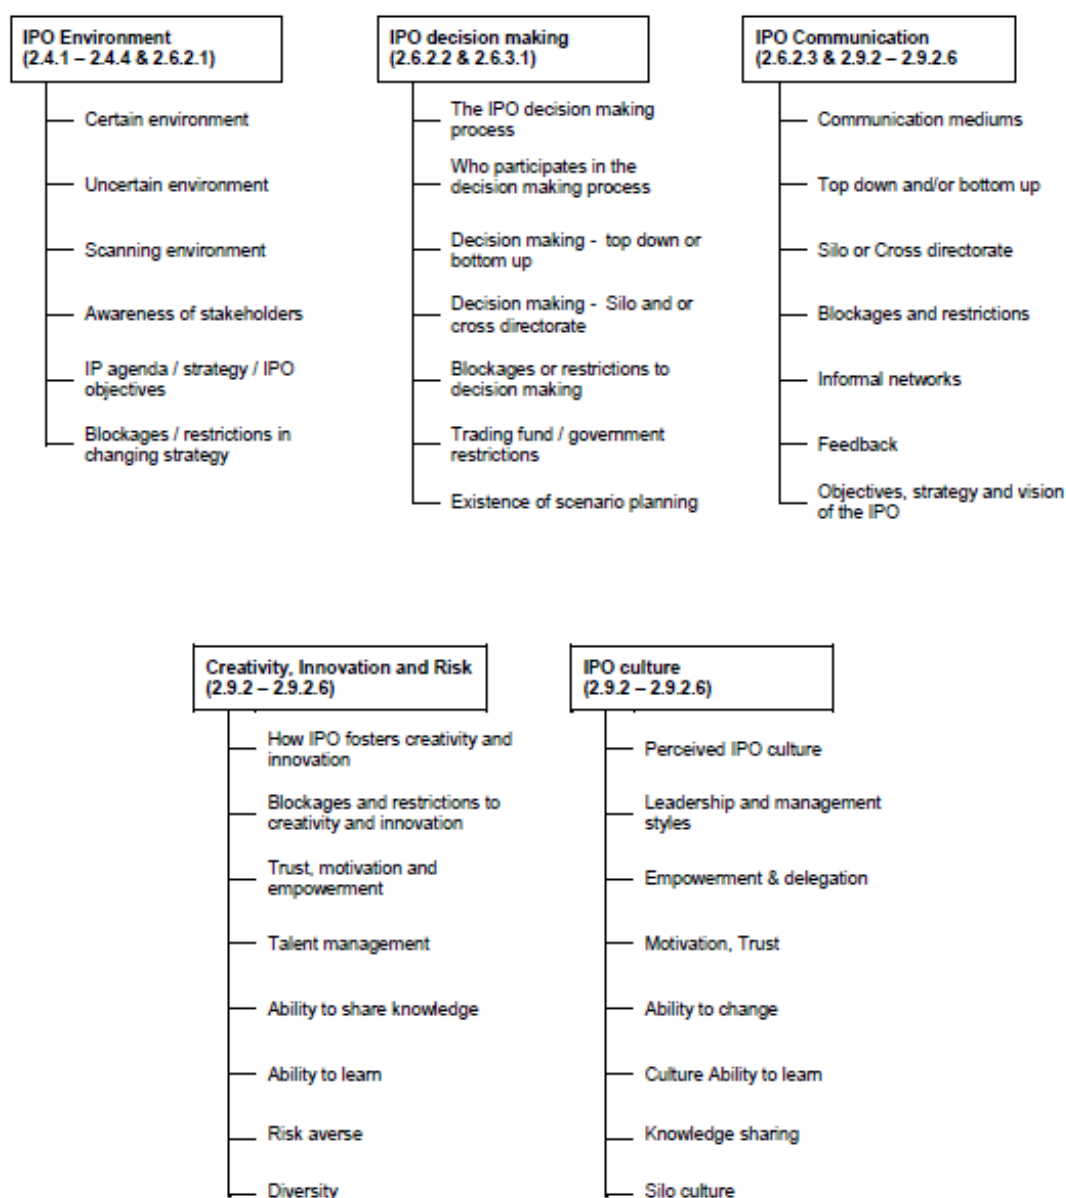 IPO Environment
(2.4.1 – 2.4.4 & 2.6.2.1)
Certain environment
Uncertain environment
Scanning environment
Awareness of stakeholders
IP agenda / strategy / IPO
objectives
Blockages / restrictions in
changing strategy
IPO decision making
(2.6.2.2 & 2.6.3.1)
The IPO decision making
process
Who participates in the
decision making process
Decision making - top down or
bottom up
Decision making - Silo and or
cross directorate
Blockages or restrictions to
decision making
Trading fund / government
restrictions
Existence of scenario planning
IPO Communication
(2.6.2.3 & 2.9.2 – 2.9.2.6
Communication mediums
Top down and/or bottom up
Silo or Cross directorate
Blockages and restrictions
Informal networks
Feedback
Objectives, strategy and vision
of the IPO
Creativity, Innovation and Risk
(2.9.2 – 2.9.2.6)
How IPO fosters creativity and
innovation
Blockages and restrictions to
creativity and innovation
Trust, motivation and
empowerment
Talent management
Ability to share knowledge
Ability to learn
Risk averse
Diversity
IPO culture
(2.9.2 – 2.9.2.6)
Perceived IPO culture
Leadership and management
styles
Empowerment & delegation
Motivation, Trust
Ability to change
Culture Ability to learn
Knowledge sharing
Silo culture